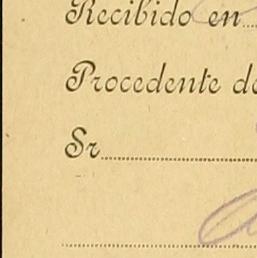 Recibido en
Procedente de
Sr